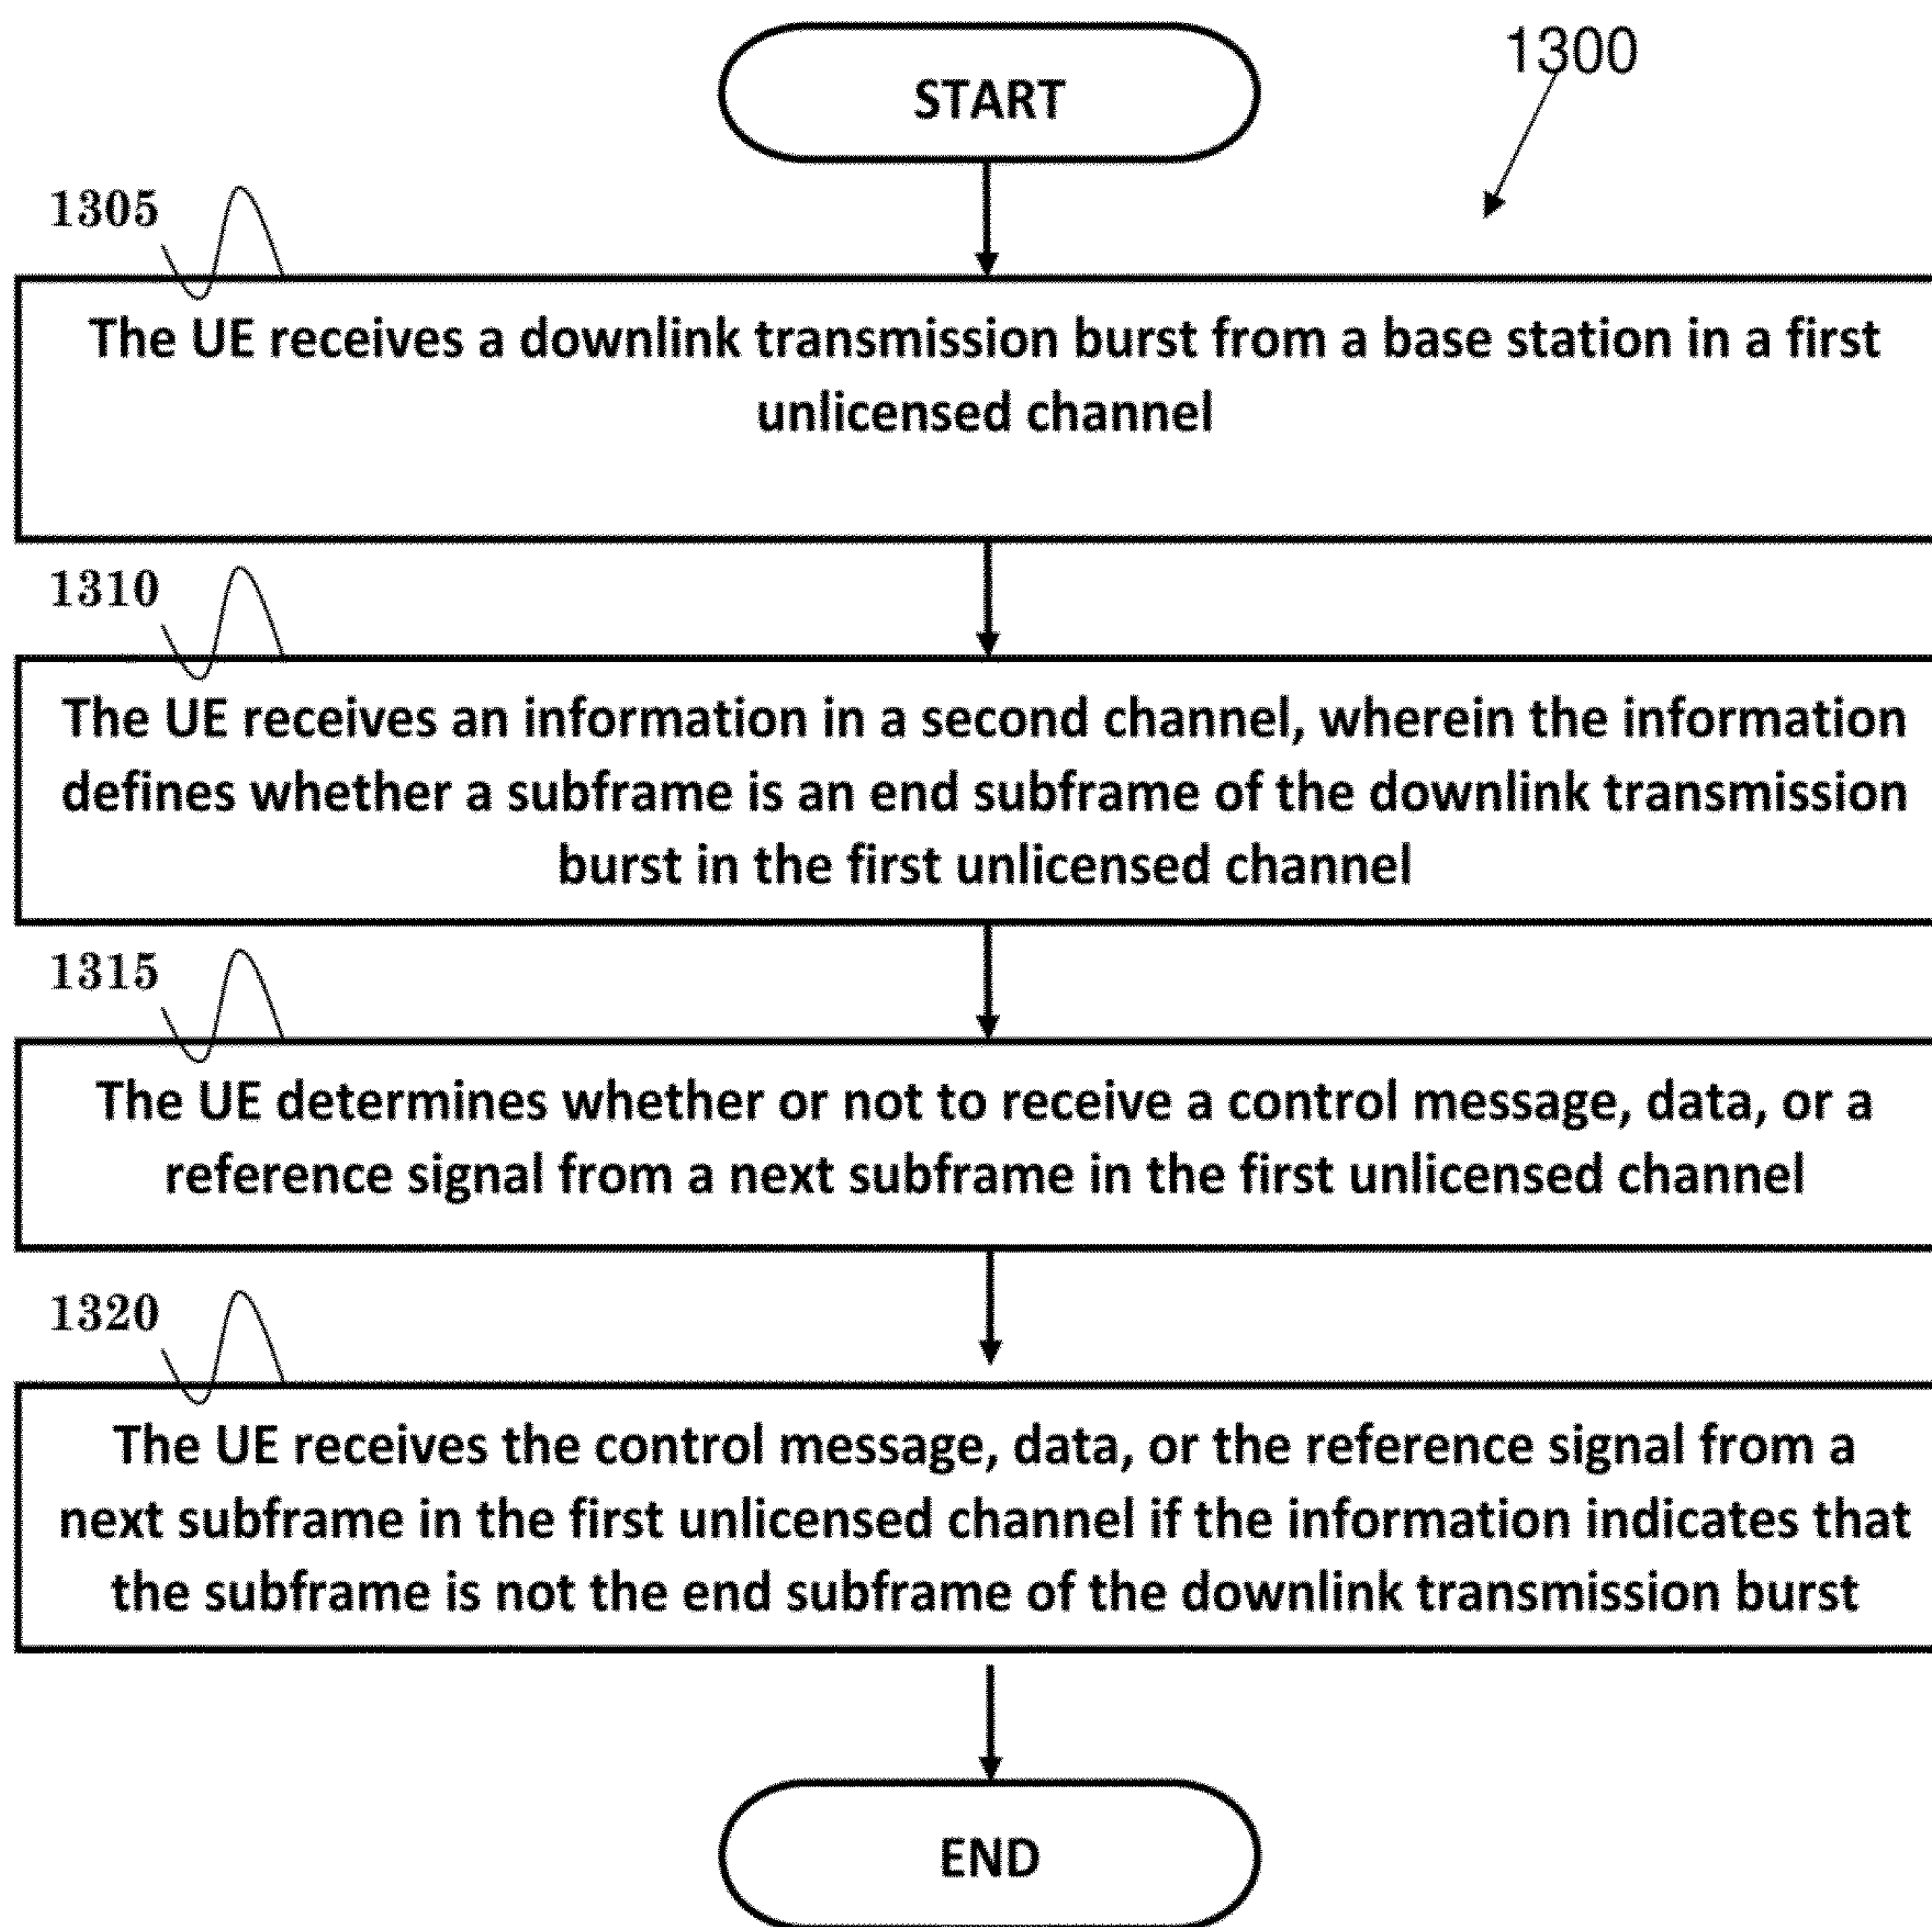 START
1300
1305
The UE receives a downlink transmission burst from a base station in a first
unlicensed channel
1310
The UE receives an information in a second channel, wherein the information
defines whether a subframe is an end subframe of the downlink transmission
burst in the first unlicensed channel
1315
The UE determines whether or not to receive a control message, data, or a
reference signal from a next subframe in the first unlicensed channel
1320
The UE receives the control message, data, or the reference signal from a
next subframe in the first unlicensed channel if the information indicates that
the subframe is not the end subframe of the downlink transmission burst
END